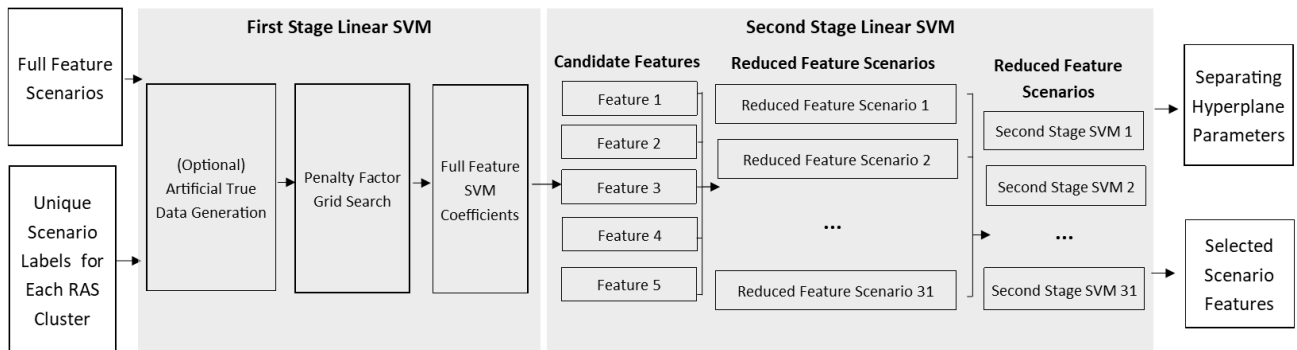 Full Feature
Scenarios
Unique
Scenario
Labels for
Each RAS
Cluster
First Stage Linear SVM
(Optional)
Artificial True
Data Generation
Penalty Factor
Grid Search
Full Feature
SVM
Coefficients
Second Stage Linear SVM
Candidate Features
Feature 1
Feature 2
Feature 3
Feature 4
Feature 5
Reduced Feature Scenarios
Reduced Feature Scenario 1
Reduced Feature Scenario 2
...
Reduced Feature Scenario 31
Reduced Feature
Scenarios
Second Stage SVM 1
Second Stage SVM 2
...
Second Stage SVM 31
Separating
Hyperplane
Parameters
Selected
Scenario
Features